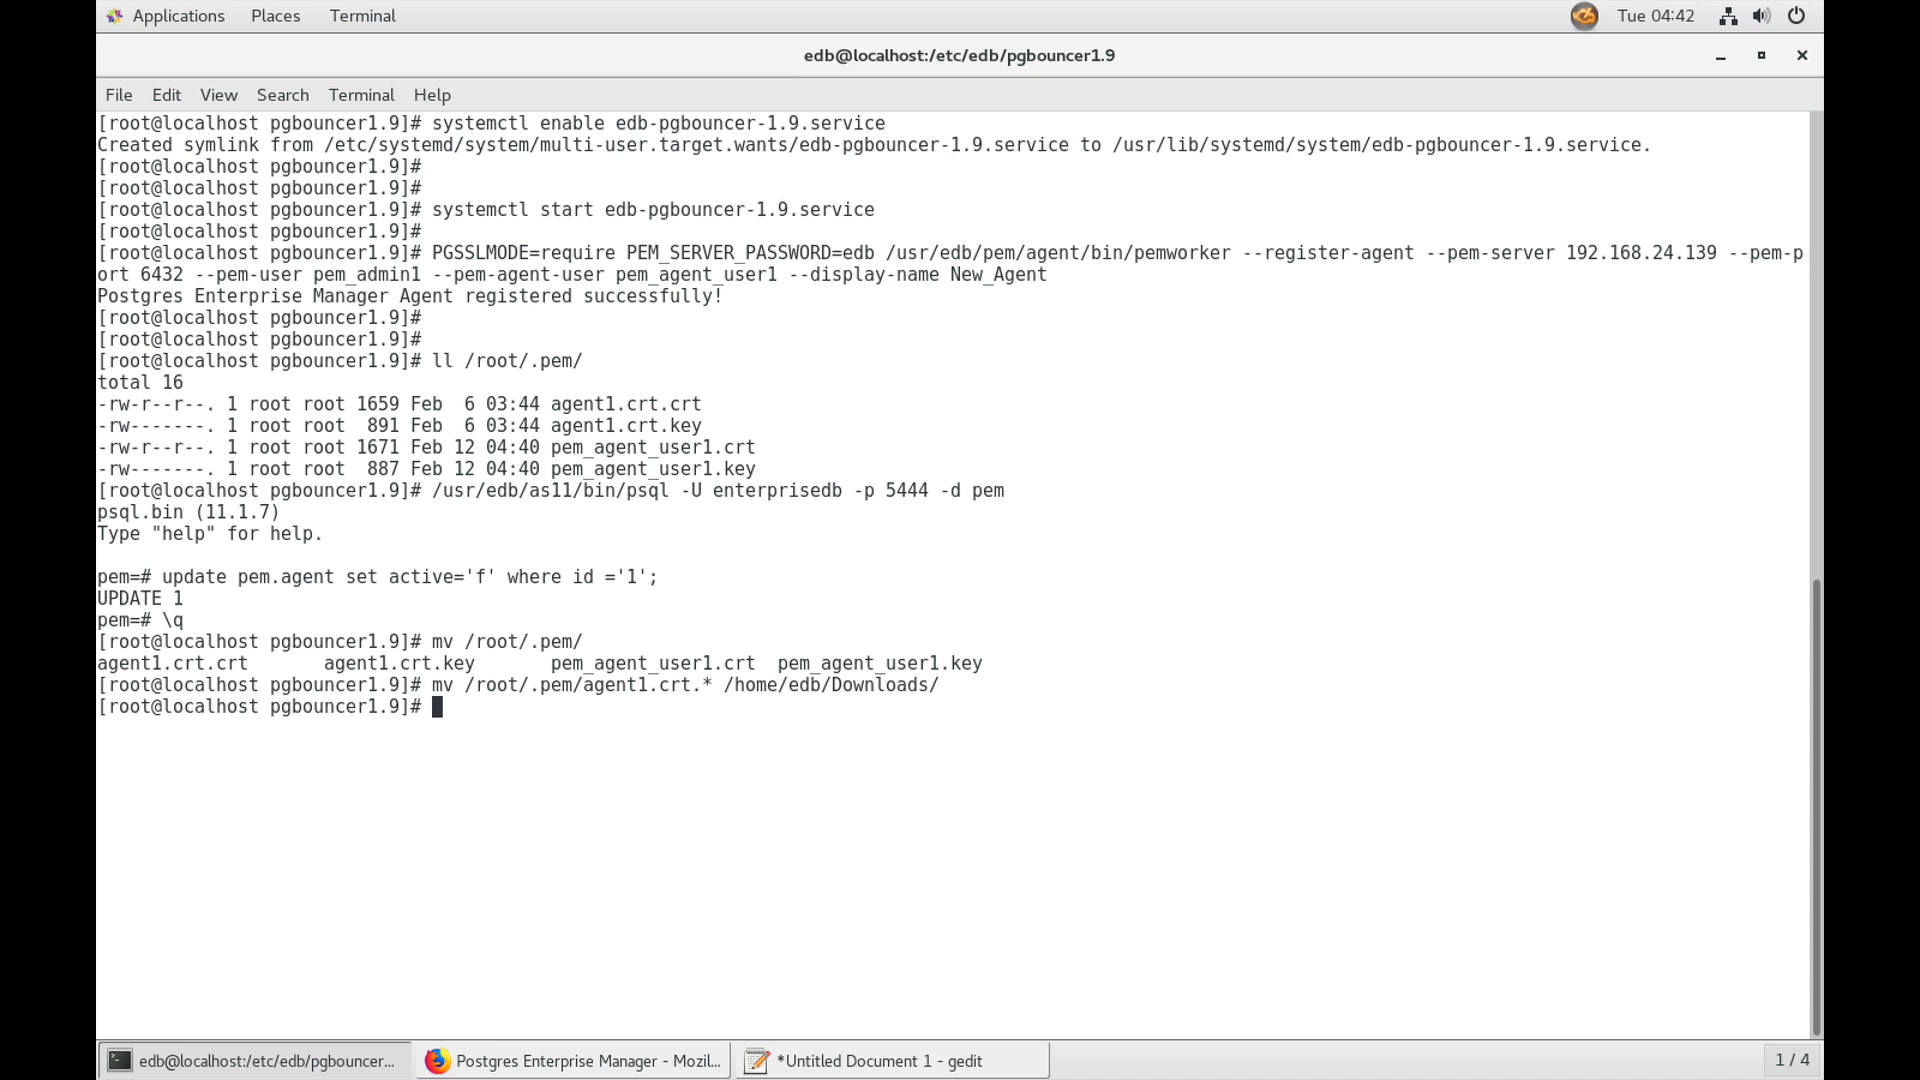 Applications Places Terminal Tue 04:42
edb@localhost:/etc/edb/pgbouncer1.9
File Edit View Search Terminal Help
[root@localhost pgbouncer1.9]# systemctl enable edb-pgbouncer-1.9.service
Created symlink from /etc/systemd/system/multi-user.target.wants/edb-pgbouncer-1.9.service to /usr/lib/systemd/system/edb-pgbouncer-1.9.service.
[root@localhost pgbouncer1.9]#
[root@localhost pgbouncer1.9]#
[root@localhost pgbouncer1.9]# systemctl start edb-pgbouncer-1.9.service
[root@localhost pgbouncer1.9]#
[root@localhost pgbouncer1.9]# PGSSLMODE=require PEM_SERVER_PASSWORD=edb /usr/edb/pem/agent/bin/pemworker --register-agent --pem-server 192.168.24.139 --pem-p
ort 6432 --pem-user pem_admin1 --pem-agent-user pem_agent_user1 --display-name New_Agent
Postgres Enterprise Manager Agent registered successfully!
[root@localhost pgbouncer1.9]#
[root@localhost pgbouncer1.9]#
[root@localhost pgbouncer1.9]# ll /root/.pem/
total 16
-rw-r--r--. 1 root root 1659 Feb  6 03:44 agent1.crt.crt
-rw-------. 1 root root  891 Feb  6 03:44 agent1.crt.key
-rw-r--r--. 1 root root 1671 Feb 12 04:40 pem_agent_user1.crt
-rw-------. 1 root root  887 Feb 12 04:40 pem_agent_user1.key
[root@localhost pgbouncer1.9]# /usr/edb/as11/bin/psql -U enterprisedb -p 5444 -d pem
psql.bin (11.1.7)
Type "help" for help.
pem=# update pem.agent set active='f' where id ='1';
UPDATE 1
pem=# \q
[root@localhost pgbouncer1.9]# mv /root/.pem/
agent1.crt.crt       agent1.crt.key       pem_agent_user1.crt  pem_agent_user1.key
[root@localhost pgbouncer1.9]# mv /root/.pem/agent1.crt.* /home/edb/Downloads/
[root@localhost pgbouncer1.9]#
edb@localhost:/etc/edb/pgbouncer... Postgres Enterprise Manager - Mozil... *Untitled Document 1 - gedit 1 / 4